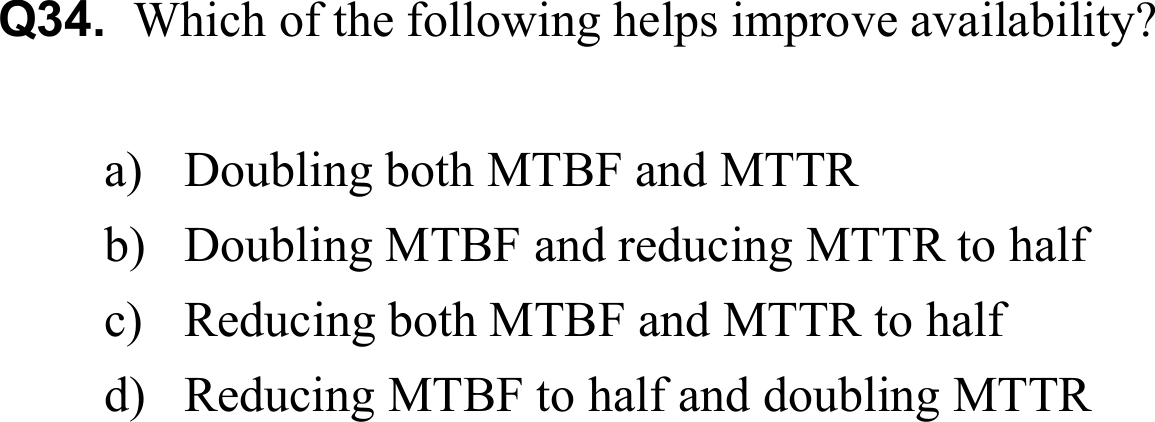 Q34. Which of the following helps improve availability?
a) Doubling both MTBF and MTTR
b) Doubling MTBF and reducing MTTR to half
c) Reducing both MTBF and MTTR to half
d) Reducing MTBF to half and doubling MTTR